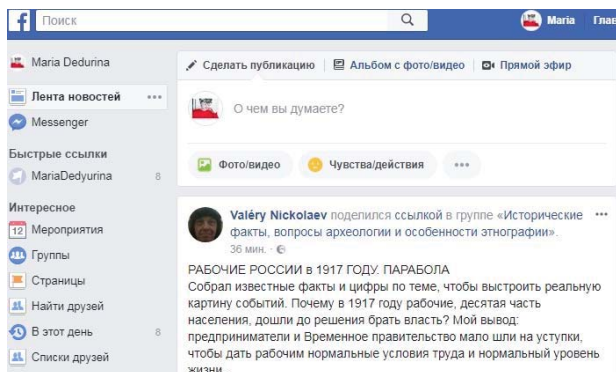 f Поиск Maria Глав
Maria Dedurina
Лента новостей
Messenger
Быстрые ссылки
MariaDedyurina 8
Интересное
12 Мероприятия
Группы
Страницы
Найти друзей
В этот день 8
Списки друзей
Сделать публикацию Альбом с фото/видео Прямой эфир
О чем вы думаете?
Фото/видео Чувства/действия
Valéry Nickolaev поделился ссылкой в группе «Исторические
факты, вопросы археологии и особенности этнографии».
36 мин.
РАБОЧИЕ РОССИИ в 1917 ГОДУ. ПАРАБОЛА
Собрал известные факты и цифры по теме, чтобы выстроить реальную
картину событий. Почему в 1917 году рабочие, десятая часть
населения, дошли до решения брать власть? Мой вывод:
предприниматели и Временное правительство мало шли на уступки,
чтобы дать рабочим нормальные условия труда и нормальный уровень
жизни